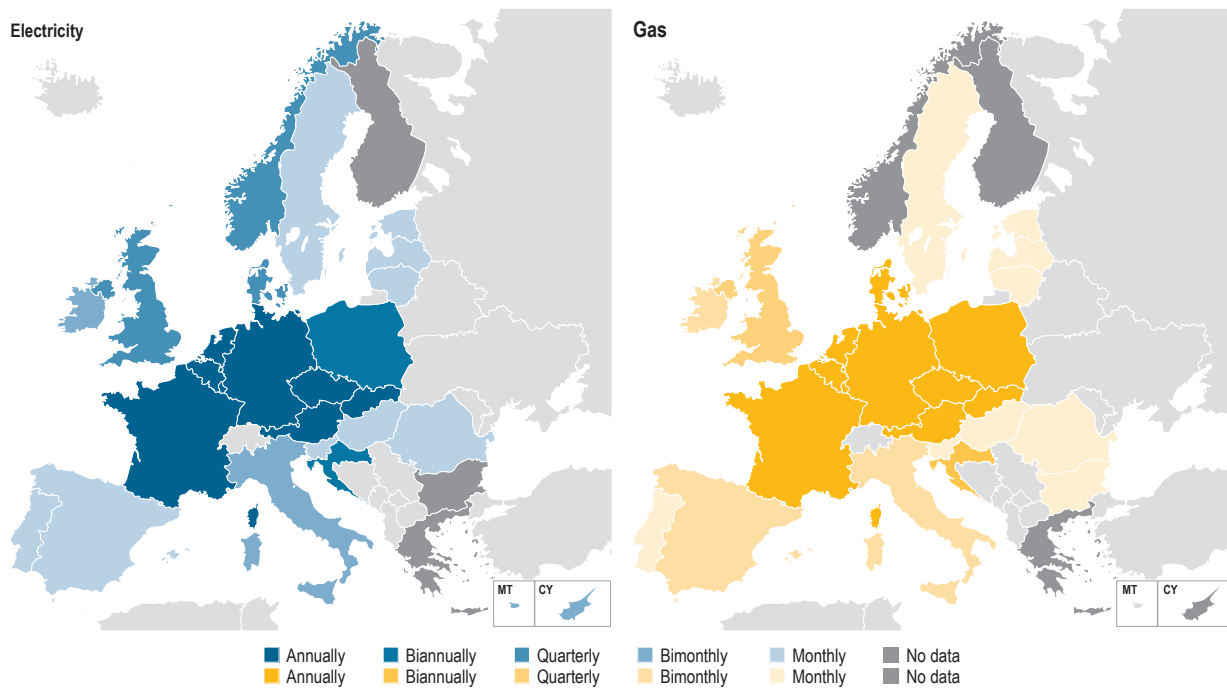 Electricity
Gas
MT
CY
MT
CY
Annually Biannually Quarterly Bimonthly Monthly No data
Annually Biannually Quarterly Bimonthly Monthly No data